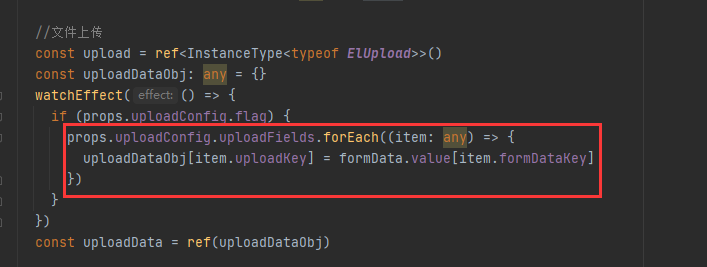 //文件上传
const upload = ref<InstanceType<typeof ElUpload>>()
const uploadDataObj: any = {}
watchEffect( effect: () => {
if (props.uploadConfig.flag) {
props.uploadConfig.uploadFields.forEach((item: any) => {
uploadDataObj[item.uploadKey] = formData.value[item.formDataKey]
})
}
})
const uploadData = ref(uploadDataObj)